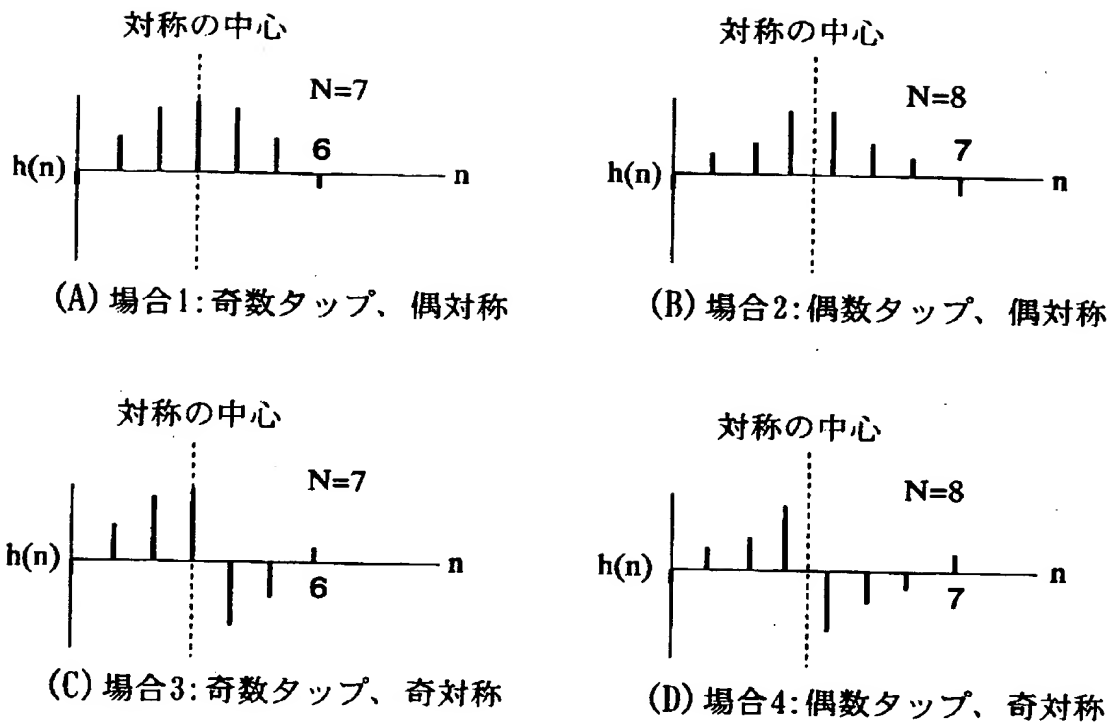 対称の中心
N=7
h(n)
6
n
(A)場合1:奇数タップ、偶対称
対称の中心
N=8
h(n)
7
n
(B)場合2:偶数タップ、偶対称
対称の中心
N=7
h(n)
6
n
(C)場合3:奇数タップ、奇対称
対称の中心
N=8
h(n)
7
n
(D)場合4:偶数タップ、奇対称